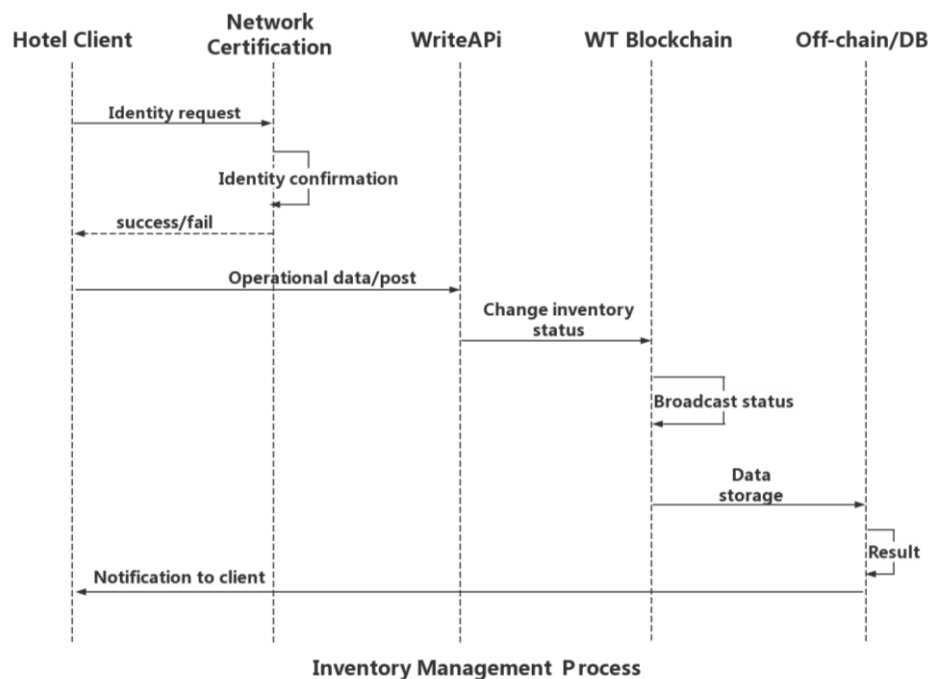 Hotel Client
Network
Certification
WriteAPi
WT Blockchain
Off-chain/DB
Identity request
Identity confirmation
success/fail
Operational data/post
Change inventory
status
Broadcast status
Data
storage
Result
Notification to client
Inventory Management Process